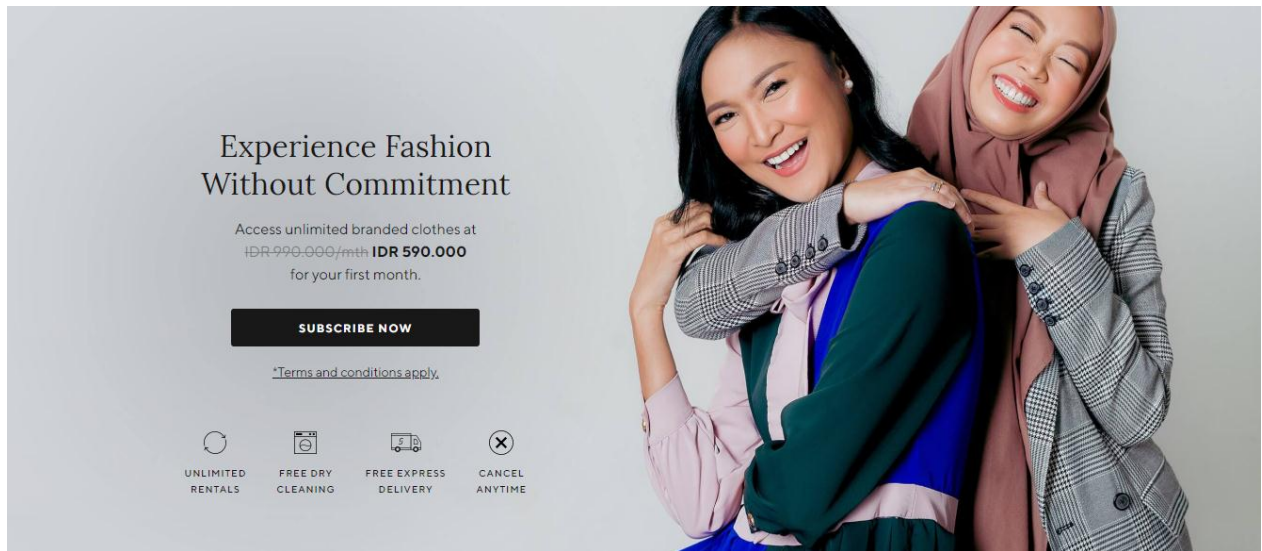 Experience Fashion
Without Commitment
Access unlimited branded clothes at
IDR 990.000/mth IDR 590.000
for your first month.
SUBSCRIBE NOW
*Terms and conditions apply.
UNLIMITED
RENTALS
FREE DRY
CLEANING
S
FREE EXPRESS
DELIVERY
CANCEL
ANYTIME